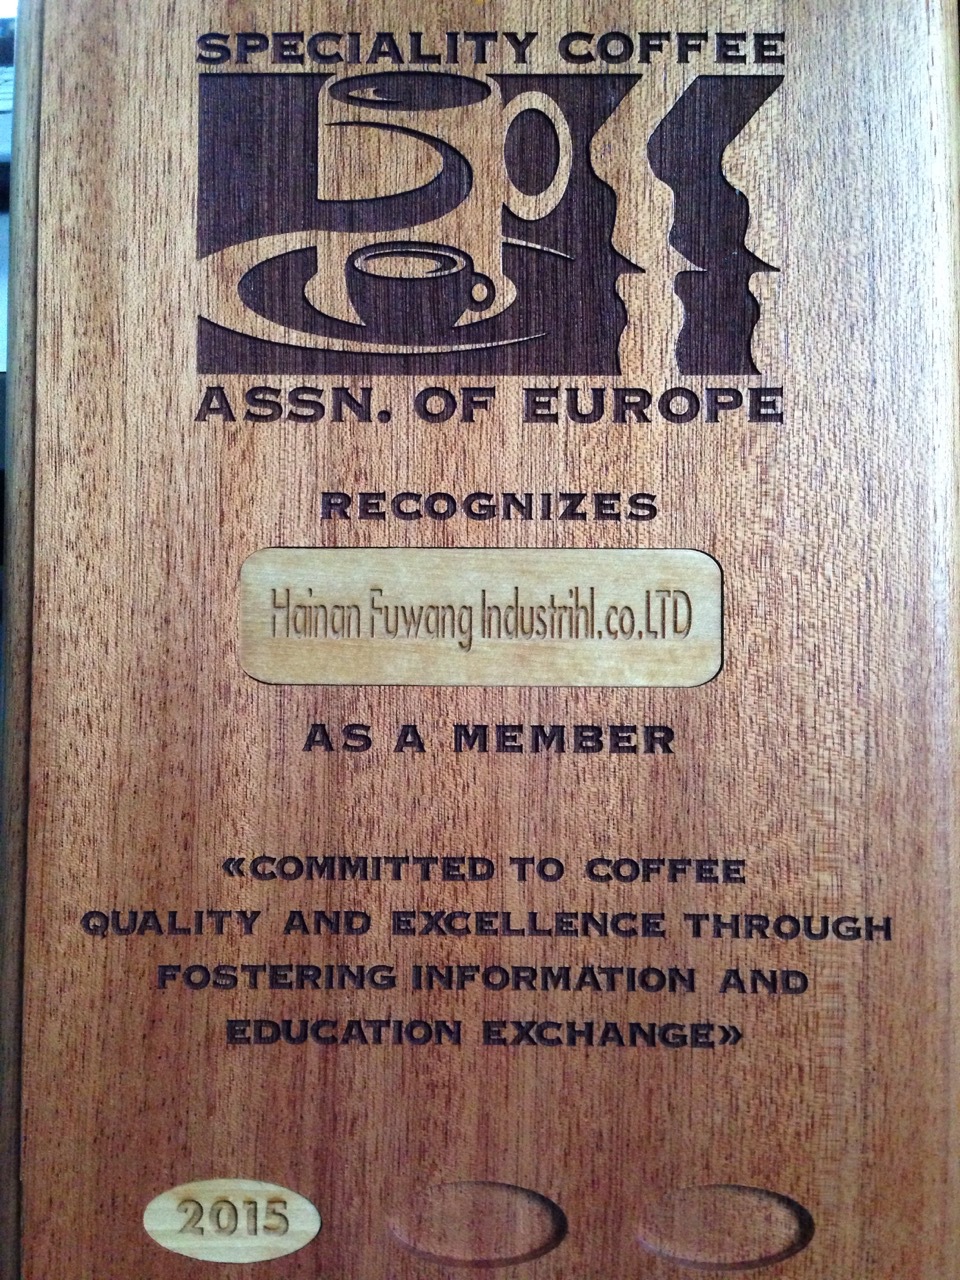 SPECIALITY COFFEE
ASSN. OF EUROPE
RECOGNIZES
Hainan Fuwang Industrihl.co.LTD
AS A MEMBER
«COMMITTED TO COFFEE
QUALITY AND EXCELLENCE THROUGH
FOSTERING INFORMATION AND
EDUCATION EXCHANGE»
2015